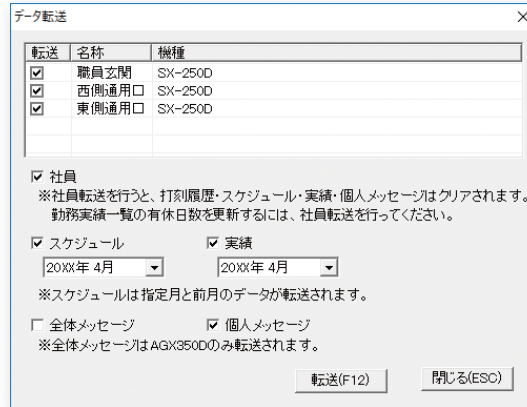 データ転送
転送 名称 機種
職員玄関 SX-250D
西側通用口 SX-250D
東側通用口 SX-250D
社員
※社員転送を行うと、打刻履歴・スケジュール・実績・個人メッセージはクリアされます。
勤務実績一覧の有休日数を更新するには、社員転送を行ってください。
スケジュール 実績
20XX年 4月 20XX年 4月
※スケジュールは指定月と前月のデータが転送されます。
全体メッセージ 個人メッセージ
※全体メッセージはAGX350Dのみ転送されます。
転送(F12) 閉じる(ESC)